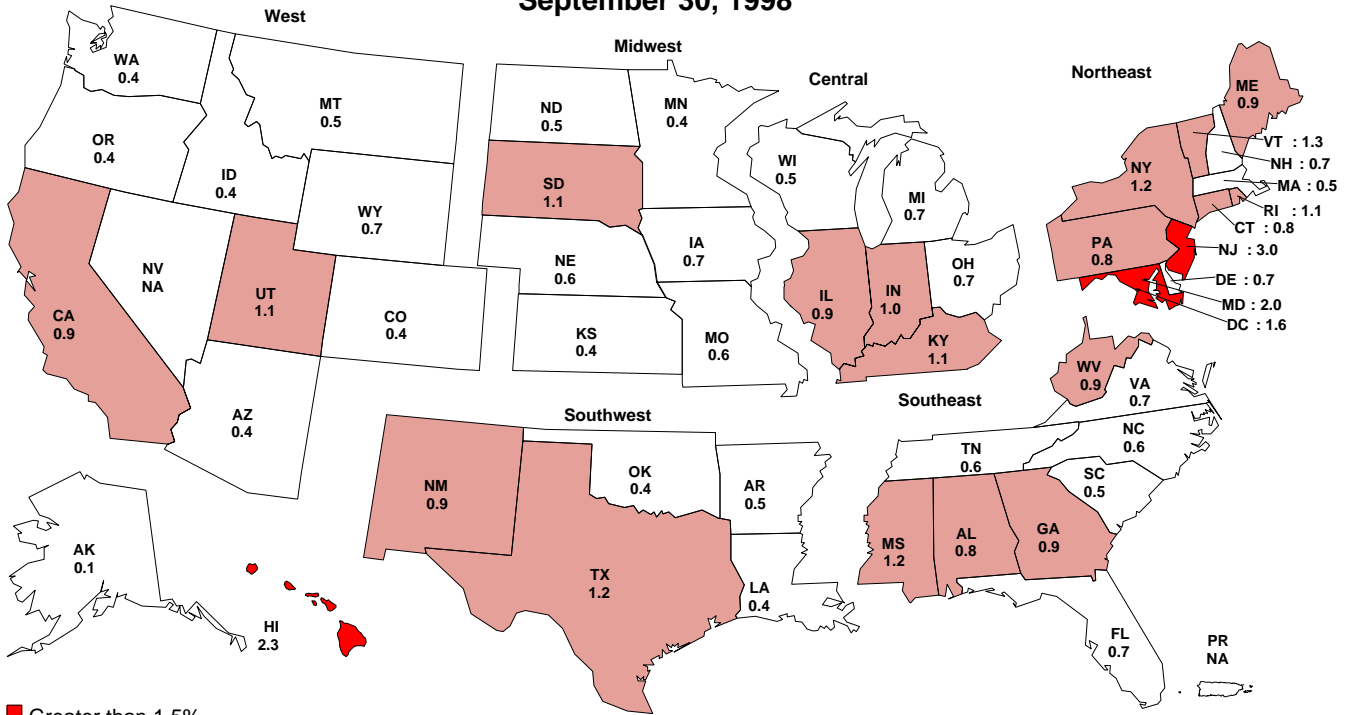 September 30, 1998
West
Midwest
Central
Northeast
WA
0.4
MT
0.5
OR
0.4
ID
0.4
WY
0.7
CA
0.9
NV
NA
UT
1.1
CO
0.4
AZ
0.4
AK
0.1
HI
2.3
ND
0.5
MN
0.4
SD
1.1
NE
0.6
IA
0.7
KS
0.4
MO
0.6
WI
0.5
MI
0.7
IL
0.9
IN
1.0
OH
0.7
KY
1.1
ME
0.9
VT : 1.3
NH : 0.7
MA : 0.5
RI : 1.1
CT : 0.8
NJ : 3.0
DE : 0.7
MD : 2.0
DC : 1.6
NY
1.2
PA
0.8
Southwest
NM
0.9
OK
0.4
AR
0.5
TX
1.2
LA
0.4
Southeast
WV
0.9
VA
0.7
NC
0.6
TN
0.6
SC
0.5
MS
1.2
AL
0.8
GA
0.9
FL
0.7
PR
NA
Greater than 1.5%